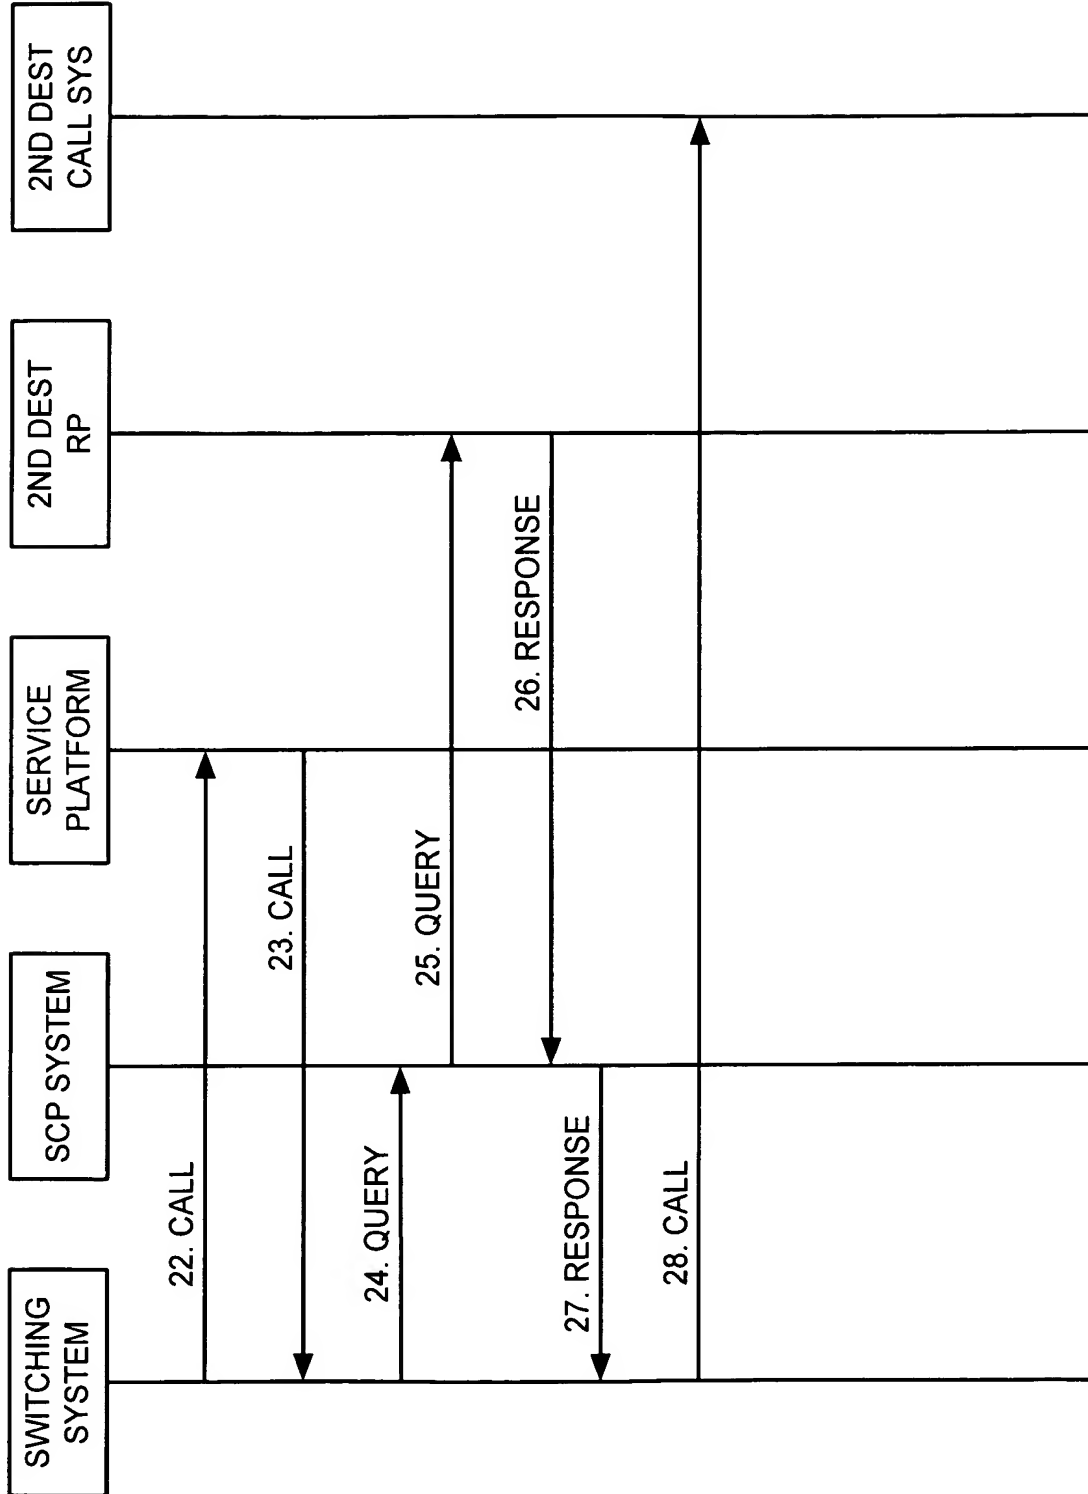 SWITCHING
SYSTEM
SCP SYSTEM
SERVICE
PLATFORM
2ND DEST
RP
2ND DEST
CALL SYS
22. CALL
23. CALL
24. QUERY
25. QUERY
26. RESPONSE
27. RESPONSE
28. CALL